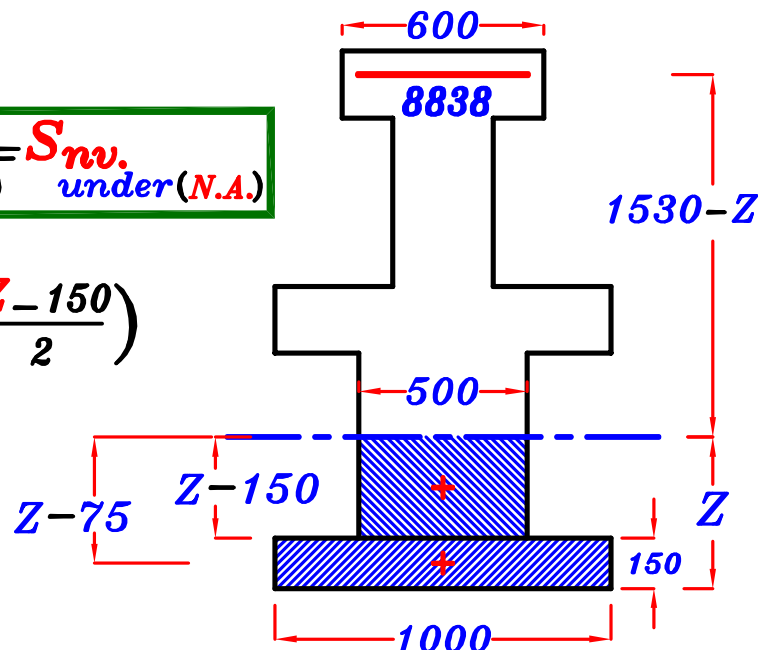 600
8838
= Snv.
) under(N.A.)
1530-Z
Z-150
2 )
500
Z-150
Z-75
Z
150
1000